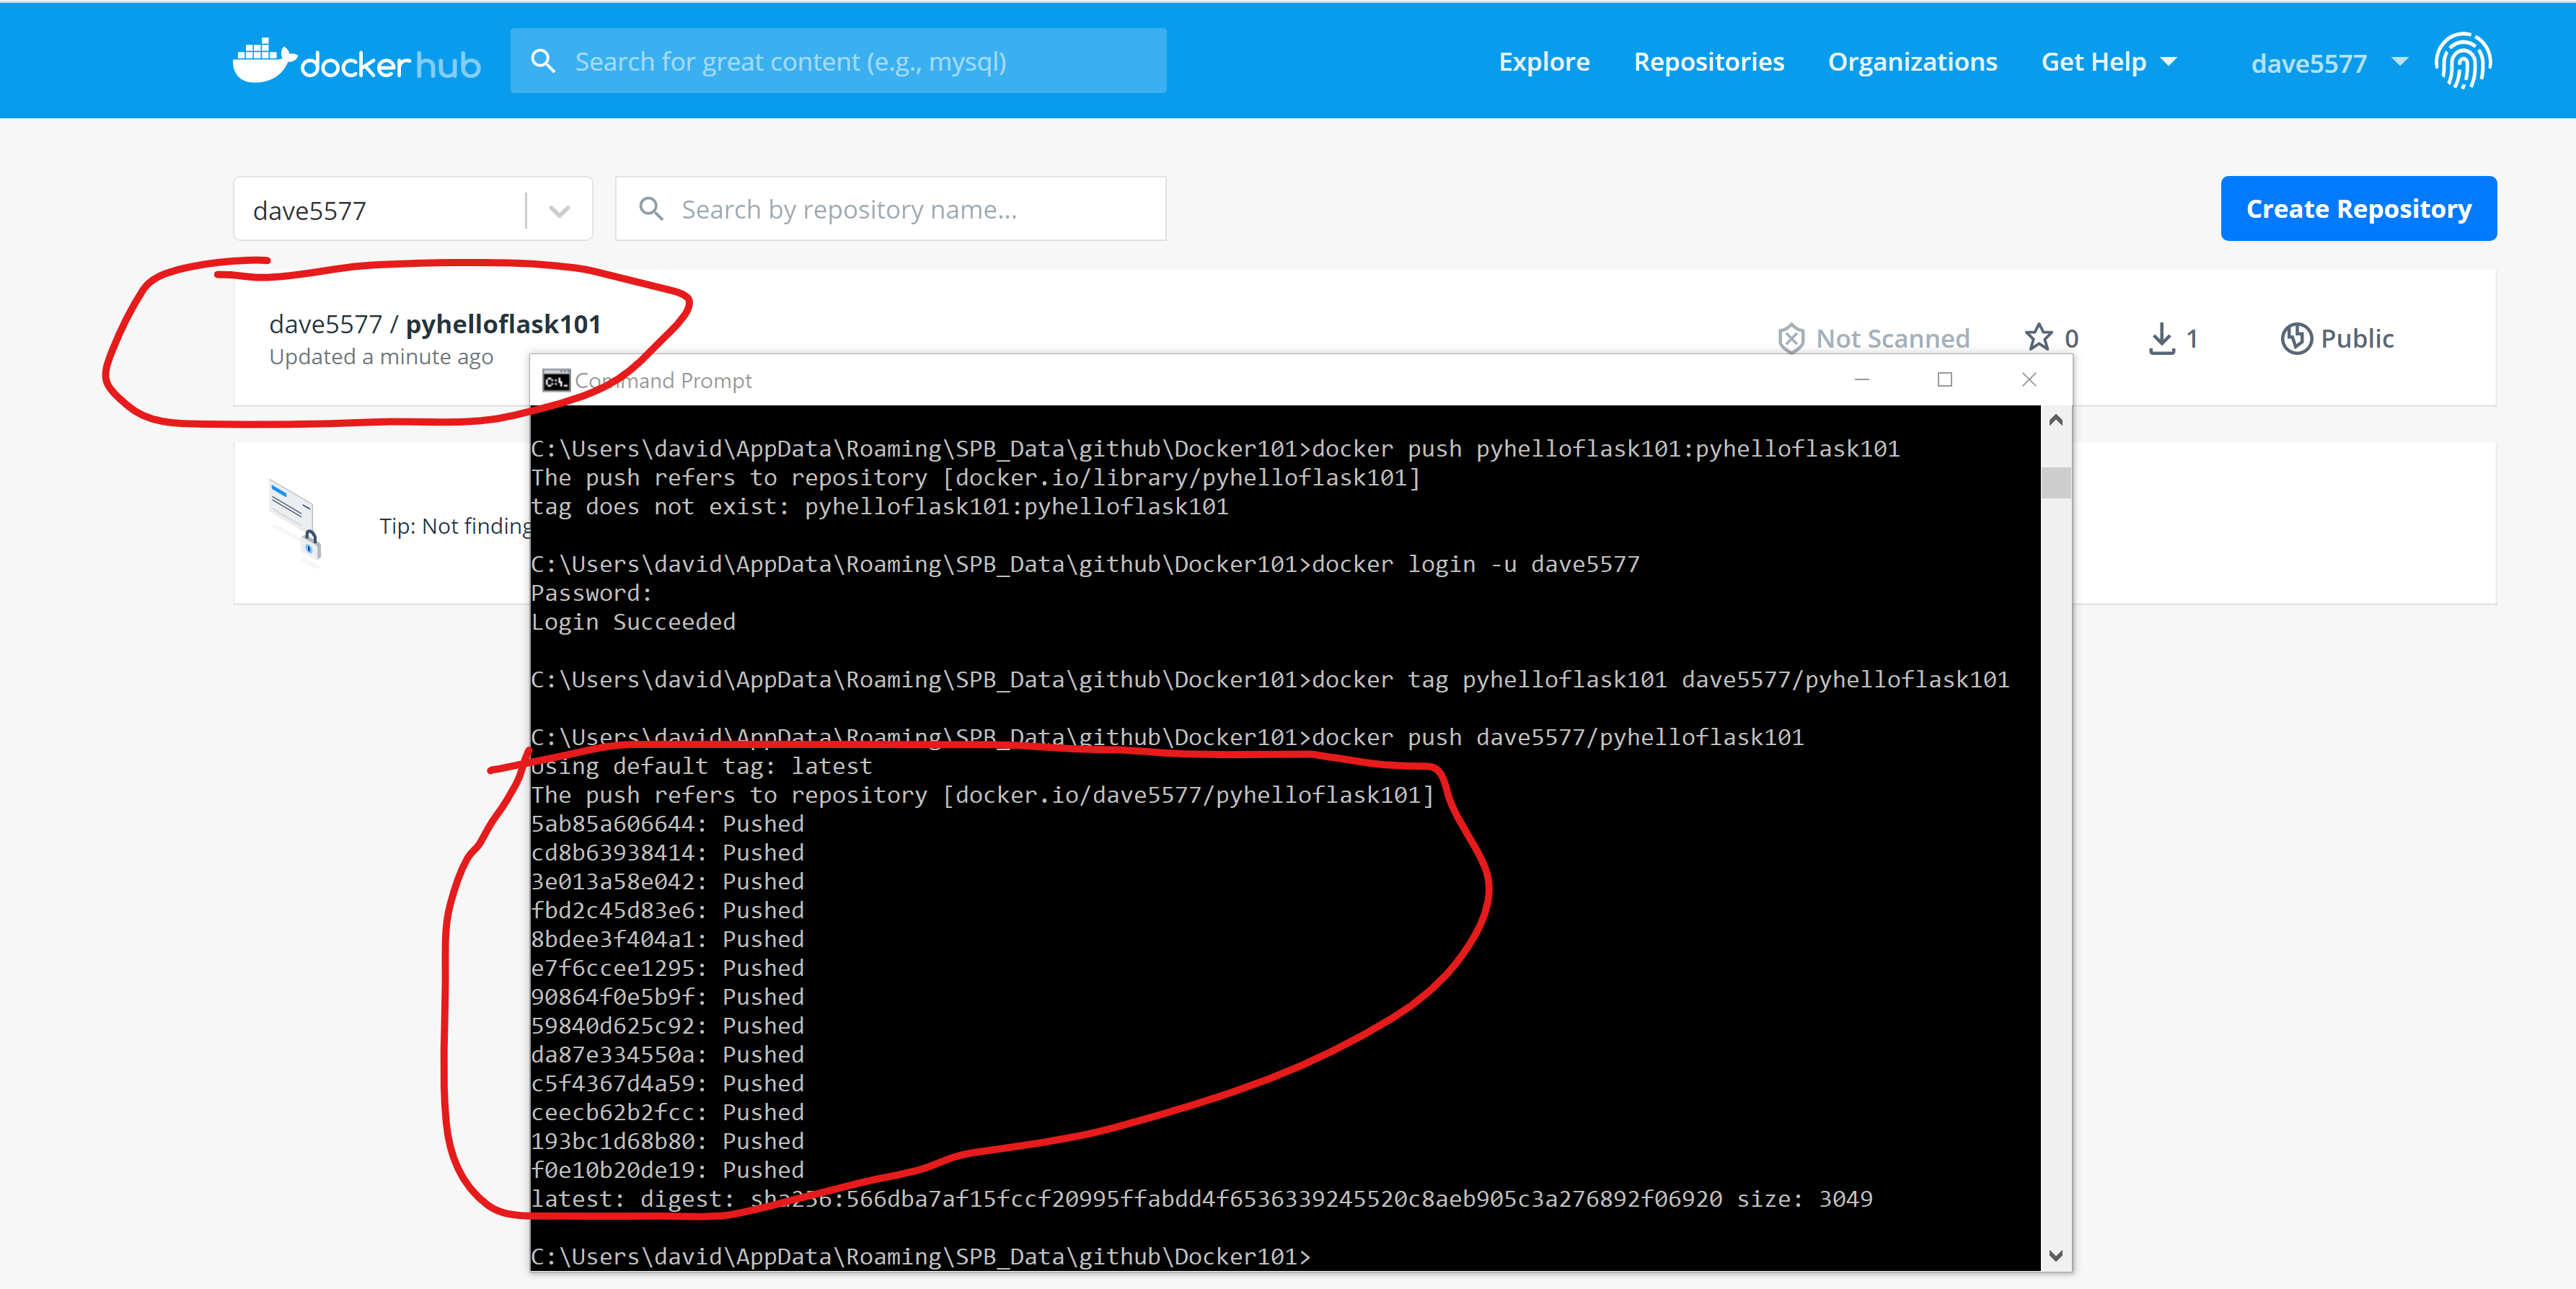 dockerhub
Search for great content (e.g., mysql)
Explore
Repositories
Organizations
Get Help
dave5577
dave5577
Search by repository name...
Create Repository
dave5577 / pyhelloflask101
Updated a minute ago
Not Scanned
0
1
Public
Tip: Not finding
C:\.
Command Prompt
C:\Users\david\AppData\Roaming\SPB_Data\github\Docker101>docker push pyhelloflask101:pyhelloflask101
The push refers to repository [docker.io/library/pyhelloflask101]
tag does not exist: pyhelloflask101:pyhelloflask101
C:\Users\david\AppData\Roaming\SPB_Data\github\Docker101>docker login -u dave5577
Password:
Login Succeeded
C:\Users\david\AppData\Roaming\SPB_Data\github\Docker101>docker tag pyhelloflask101 dave5577/pyhelloflask101
C:\Users\david\AppData\Roaming\SPB_Data\github\Docker101>docker push dave5577/pyhelloflask101
Using default tag: latest
The push refers to repository [docker.io/dave5577/pyhelloflask101]
5ab85a606644: Pushed
cd8b63938414: Pushed
3e013a58e042: Pushed
fbd2c45d83e6: Pushed
8bdee3f404a1: Pushed
e7f6ccee1295: Pushed
90864f0e5b9f: Pushed
59840d625c92: Pushed
da87e334550a: Pushed
c5f4367d4a59: Pushed
ceecb62b2fcc: Pushed
193bc1d68b80: Pushed
f0e10b20de19: Pushed
latest: digest: sha256:566dba7af15fccf20995ffabdd4f6536339245520c8aeb905c3a276892f06920 size: 3049
C:\Users\david\AppData\Roaming\SPB_Data\github\Docker101>